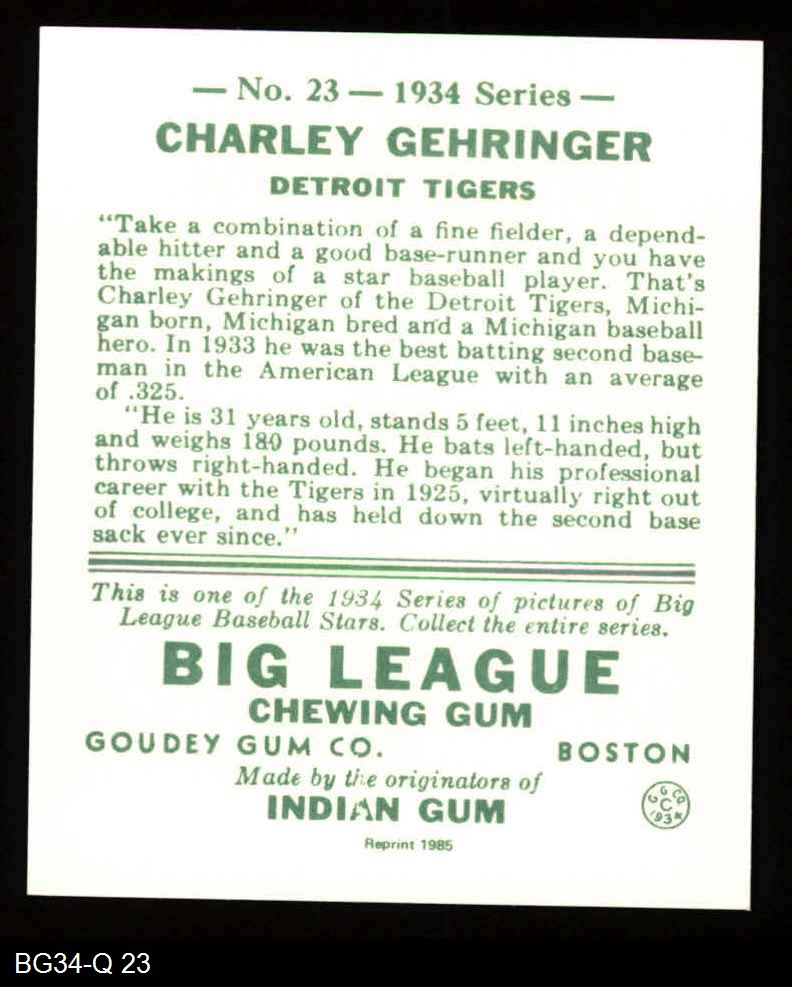 — No. 23 — 1934 Series —
CHARLEY GEHRINGER
DETROIT TIGERS
"Take a combination of a fine fielder, a depend-
able hitter and a good base-runner and you have
the makings of a star baseball player. That's
Charley Gehringer of the Detroit Tigers, Michi-
gan born, Michigan bred and a Michigan baseball
hero. In 1933 he was the best batting second base-
man in the American League with an average
of .325.
"He is 31 years old, stands 5 feet, 11 inches high
and weighs 180 pounds. He bats left-handed, but
throws right-handed. He began his professional
career with the Tigers in 1925, virtually right out
of college, and has held down the second base
sack ever since."
This is one of the 1934 Series of pictures of Big
League Baseball Stars. Collect the entire series.
BIG LEAGUE
CHEWING GUM
GOUDEY GUM CO. BOSTON
Made by the originators of
INDIAN GUM
G G CO
C
1934
Reprint 1985
BG34-Q 23